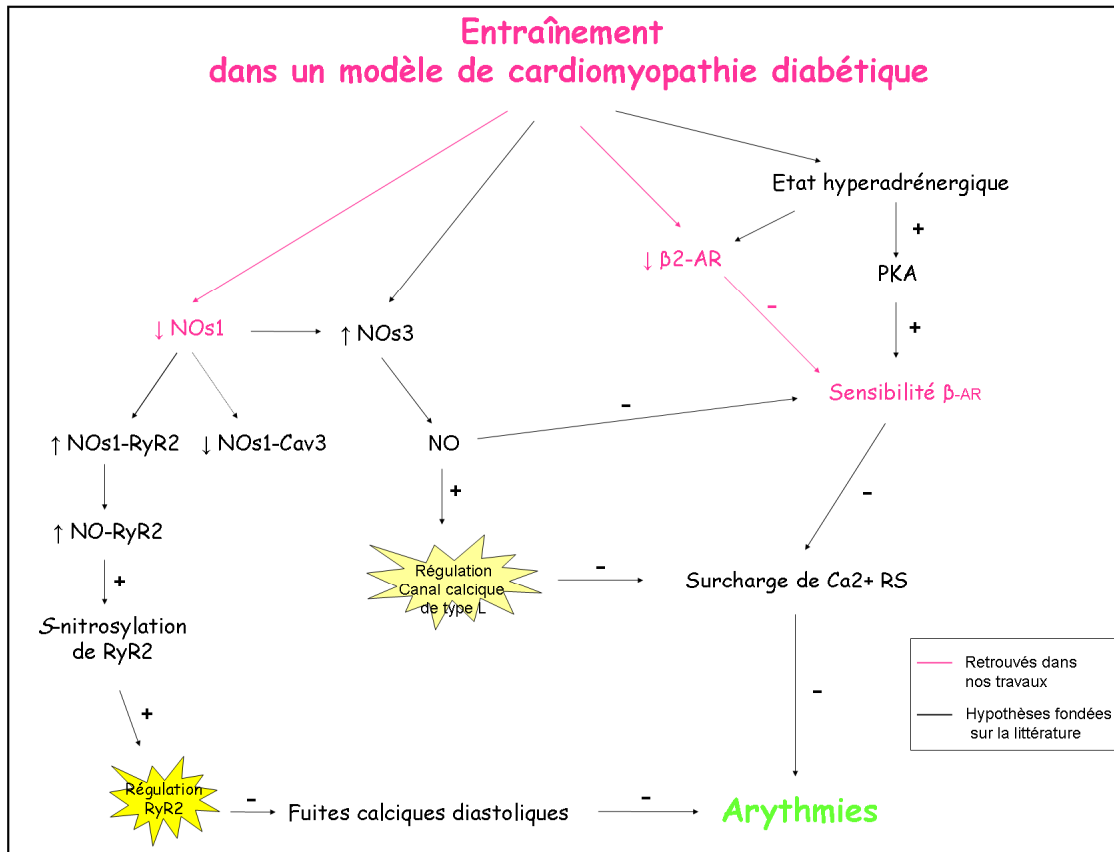 Entraînement
dans un modèle de cardiomyopathie diabétique
Etat hyperadrénergique
+
↓ β2-AR
PKA
–
+
↓ NOs1
↑ NOs3
Sensibilité β-AR
–
↑ NOs1-RyR2
↓ NOs1-Cav3
NO
+
–
↑ NO-RyR2
Régulation
Canal calcique
de type L
–
Surcharge de Ca2+ RS
+
S-nitrosylation
de RyR2
Retrouvés dans
nos travaux
–
+
Hypothèses fondées
sur la littérature
Régulation
RyR2
–
Fuites calciques diastoliques
–
Arythmies